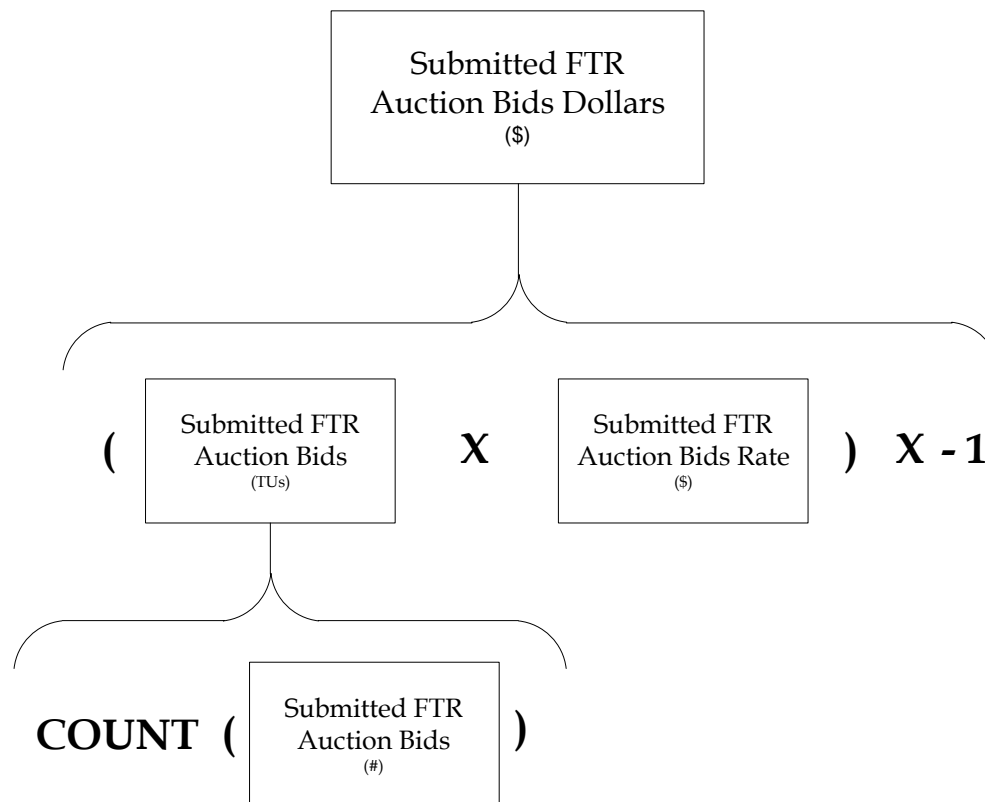 Submitted FTR
Auction Bids Dollars
($)
(
Submitted FTR
Auction Bids
(TUs)
X
Submitted FTR
Auction Bids Rate
($)
)
X - 1
COUNT (
Submitted FTR
Auction Bids
(#)
)